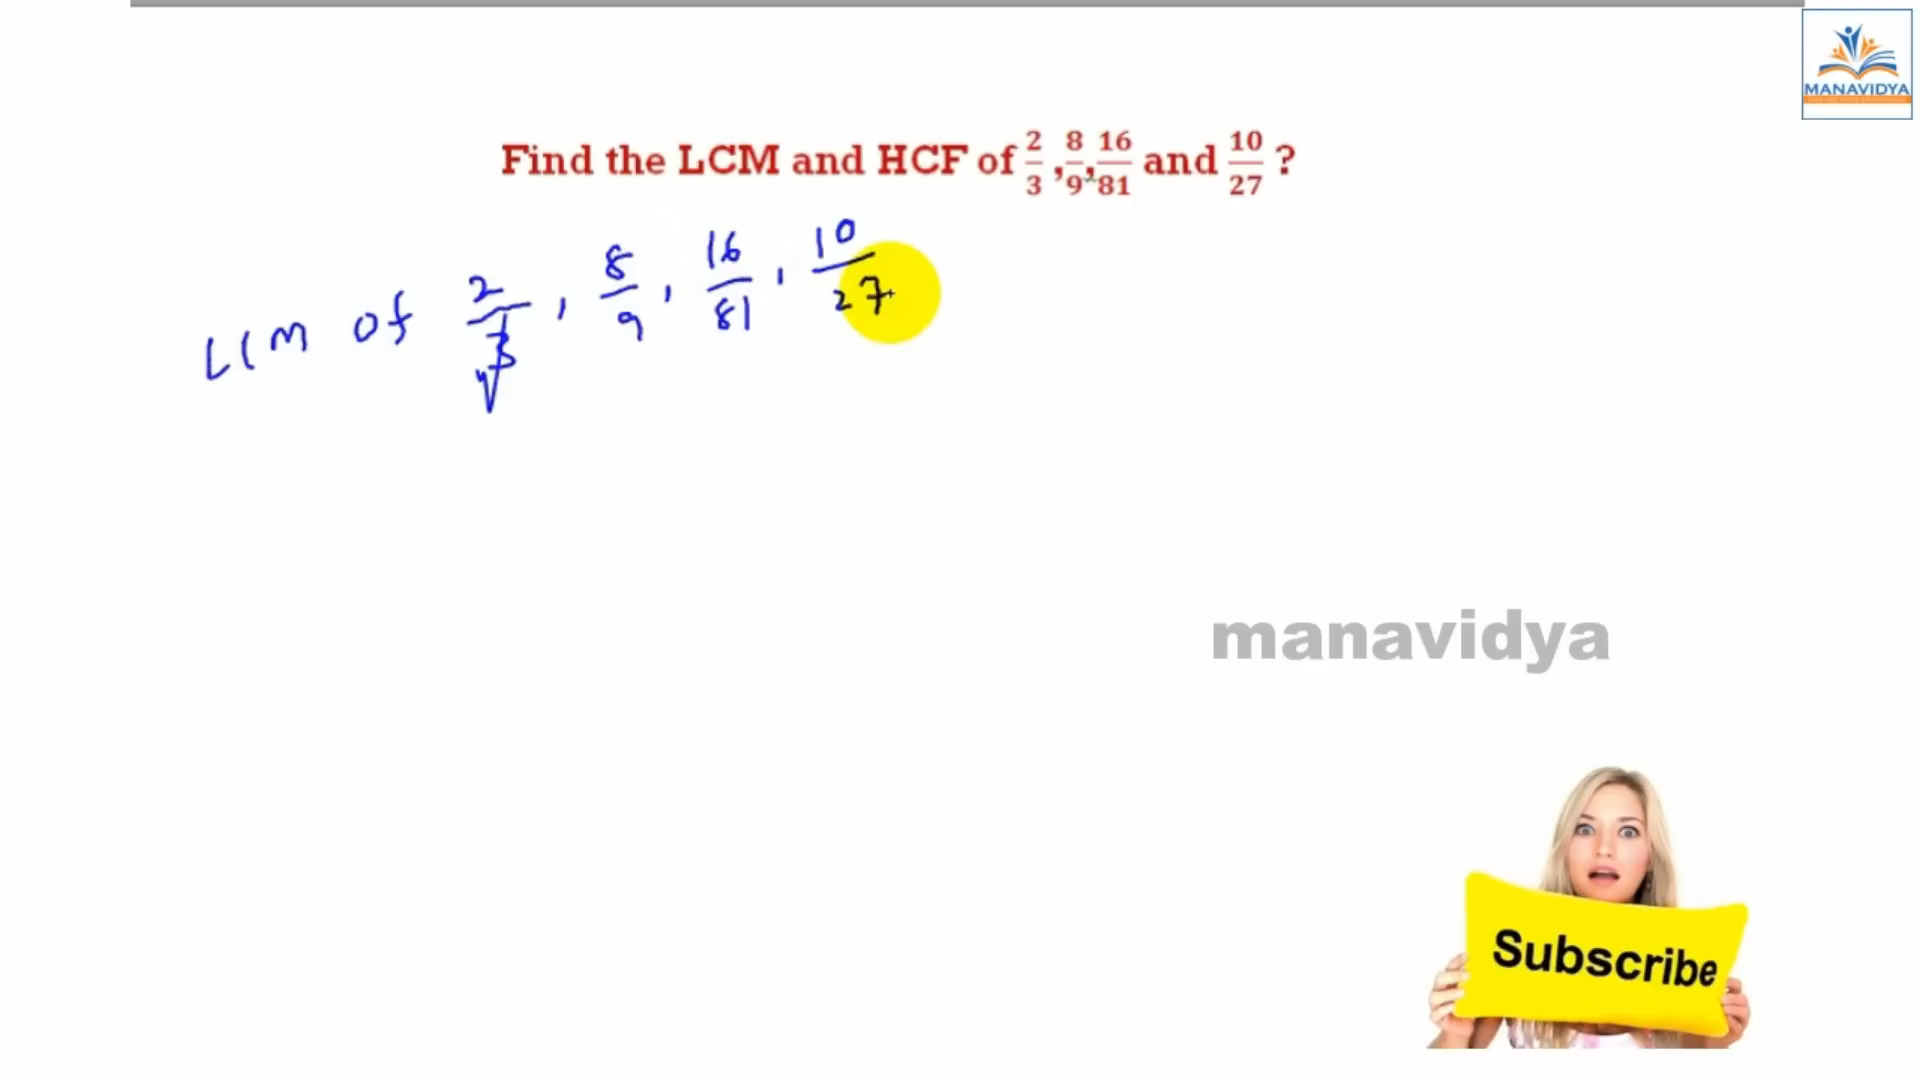 MANAVIDYA
Find the LCM and HCF of 2/3, 8/9, 16/81 and 10/27 ?
LCM of 2/3, 8/9, 16/81, 10/27
manavidya
Subscribe